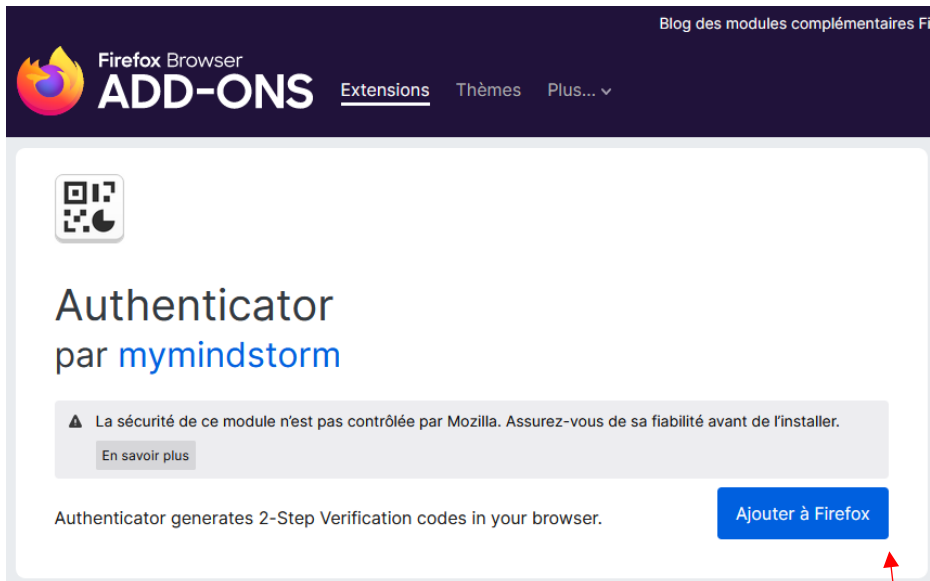 Blog des modules complémentaires Fi
Firefox Browser
ADD-ONS
Extensions Thèmes Plus...
Authenticator
par mymindstorm
La sécurité de ce module n'est pas contrôlée par Mozilla. Assurez-vous de sa fiabilité avant de l'installer.
En savoir plus
Authenticator generates 2-Step Verification codes in your browser.
Ajouter à Firefox